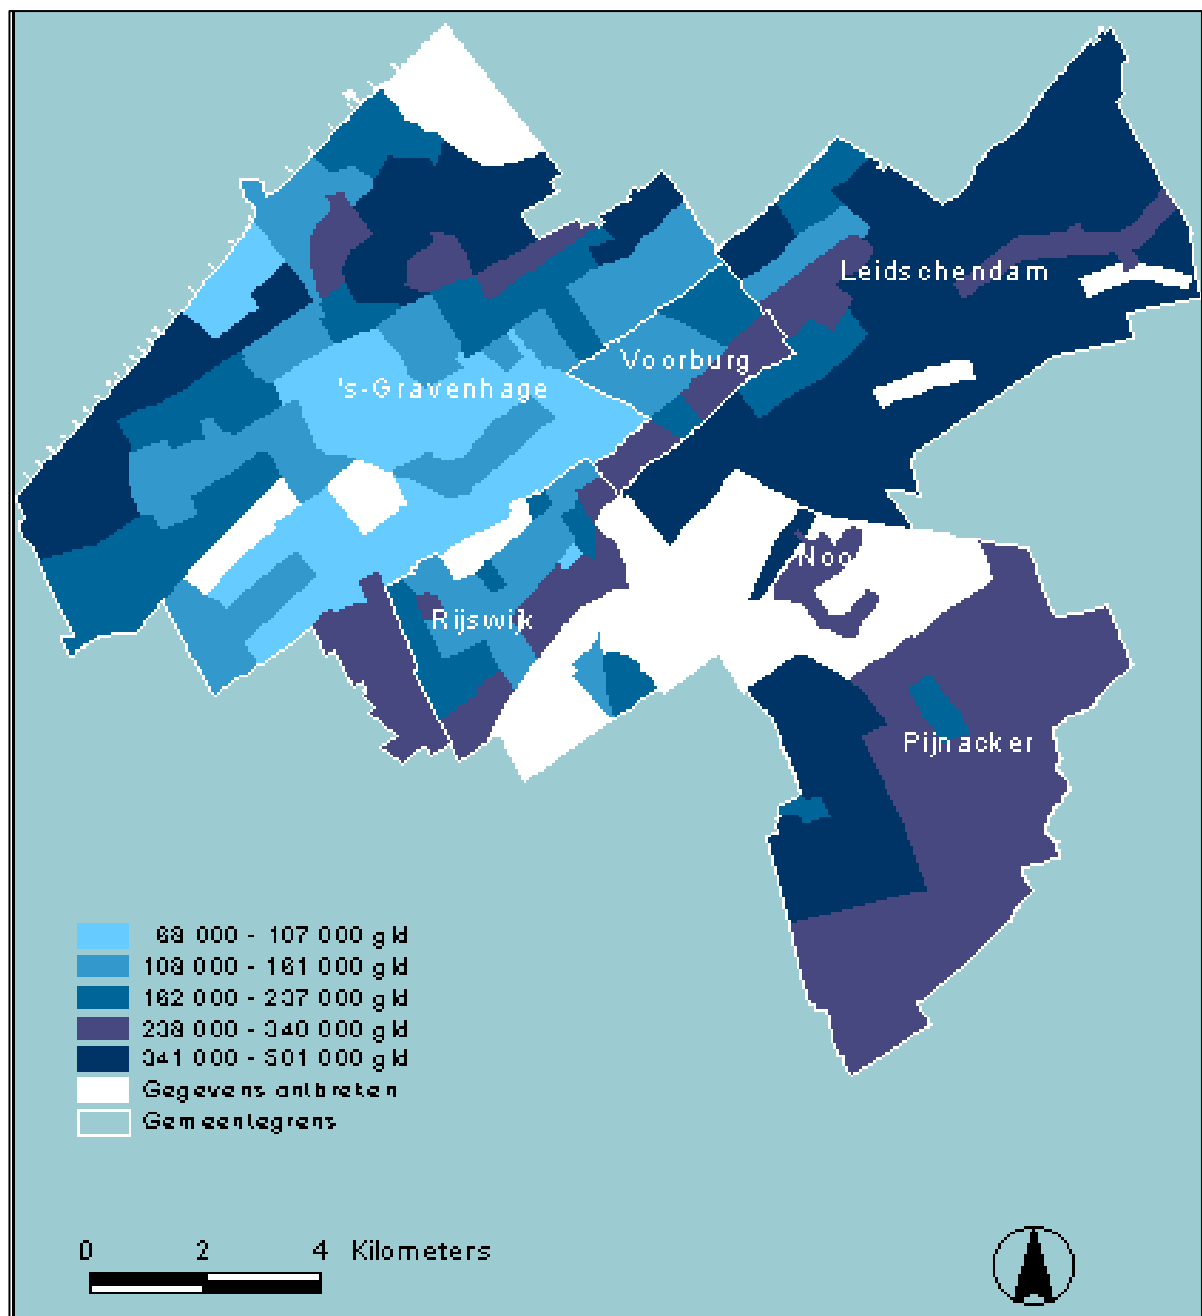 Leidschendam
Voorburg
's-Gravenhage
Noo
Rijswijk
Pijnacker
68 000 - 107 000 gld
108 000 - 161 000 gld
162 000 - 237 000 gld
238 000 - 340 000 gld
341 000 - 501 000 gld
Gegevens ontbreken
Gemeentegrens
0 2 4 Kilometers